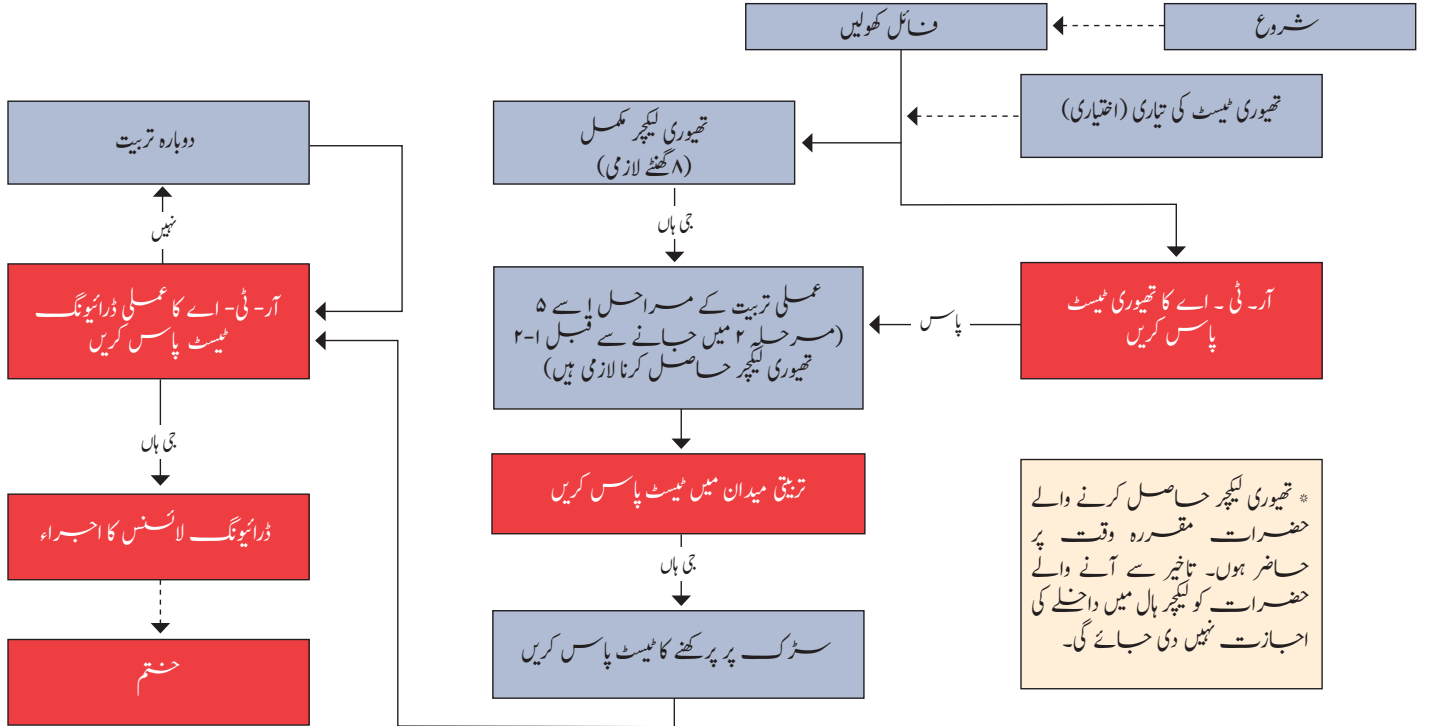 شروع
فائل کھولیں
تھیوری ٹیسٹ کی تیاری (اختیاری)
تھیوری لیکچر مکمل
(۸ گھنٹے لازمی)
جی ہاں
آر۔ ٹی ۔ اے کا تھیوری ٹیسٹ
پاس کریں
پاس
عملی تربیت کے مراحل ۱ سے ۵
(مرحلہ ۲ میں جانے سے قبل ۱-۲
تھیوری لیکچر حاصل کرنا لازمی ہیں)
تربیتی میدان میں ٹیسٹ پاس کریں
جی ہاں
سڑک پر پرکھنے کا ٹیسٹ پاس کریں
دوبارہ تربیت
نہیں
آر- ٹی- اے کا عملی ڈرائیونگ
ٹیسٹ پاس کریں
جی ہاں
ڈرائیونگ لائسنس کا اجراء
ختم
* تھیوری لیکچر حاصل کرنے والے
حضرات مقررہ وقت پر
حاضر ہوں۔ تاخیر سے آنے والے
حضرات کو لیکچر ہال میں داخلے کی
اجازت نہیں دی جائے گی۔